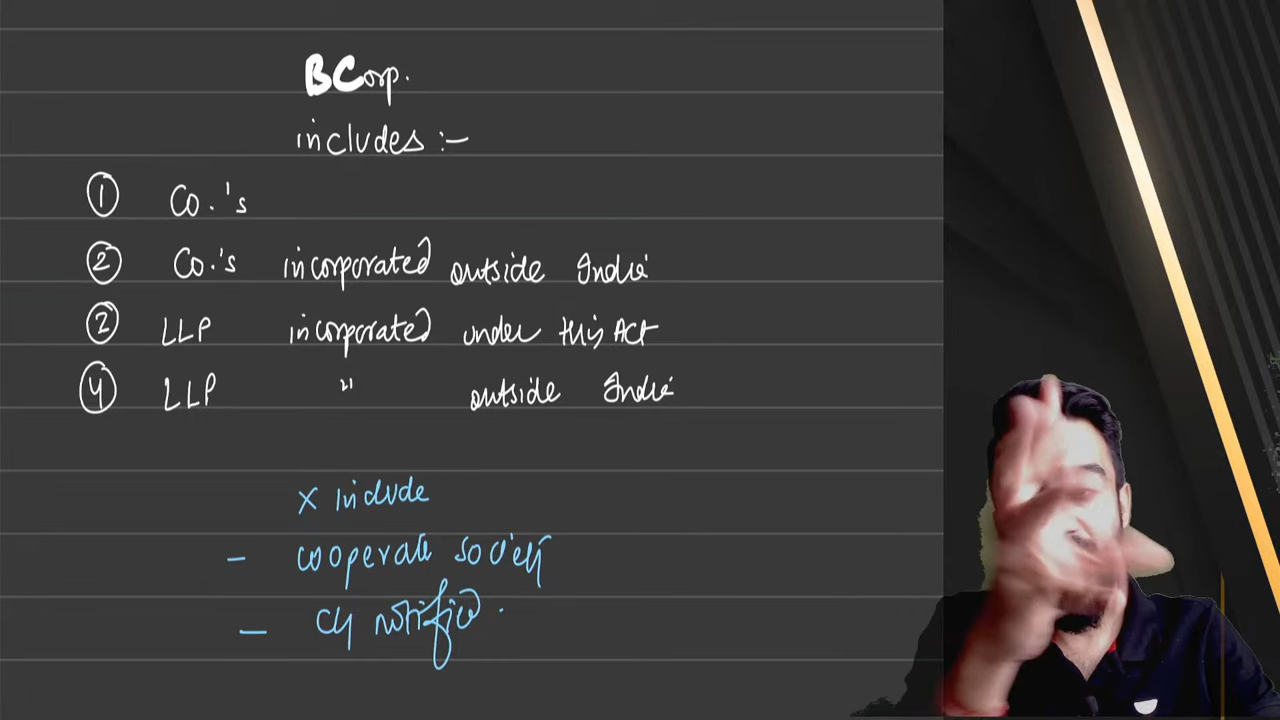 BCorp.
includes :-
① Co.'s
② Co.'s incorporated outside India
② LLP incorporated under this Act
④ LLP " outside India
x include
- cooperate society
- CG notified.